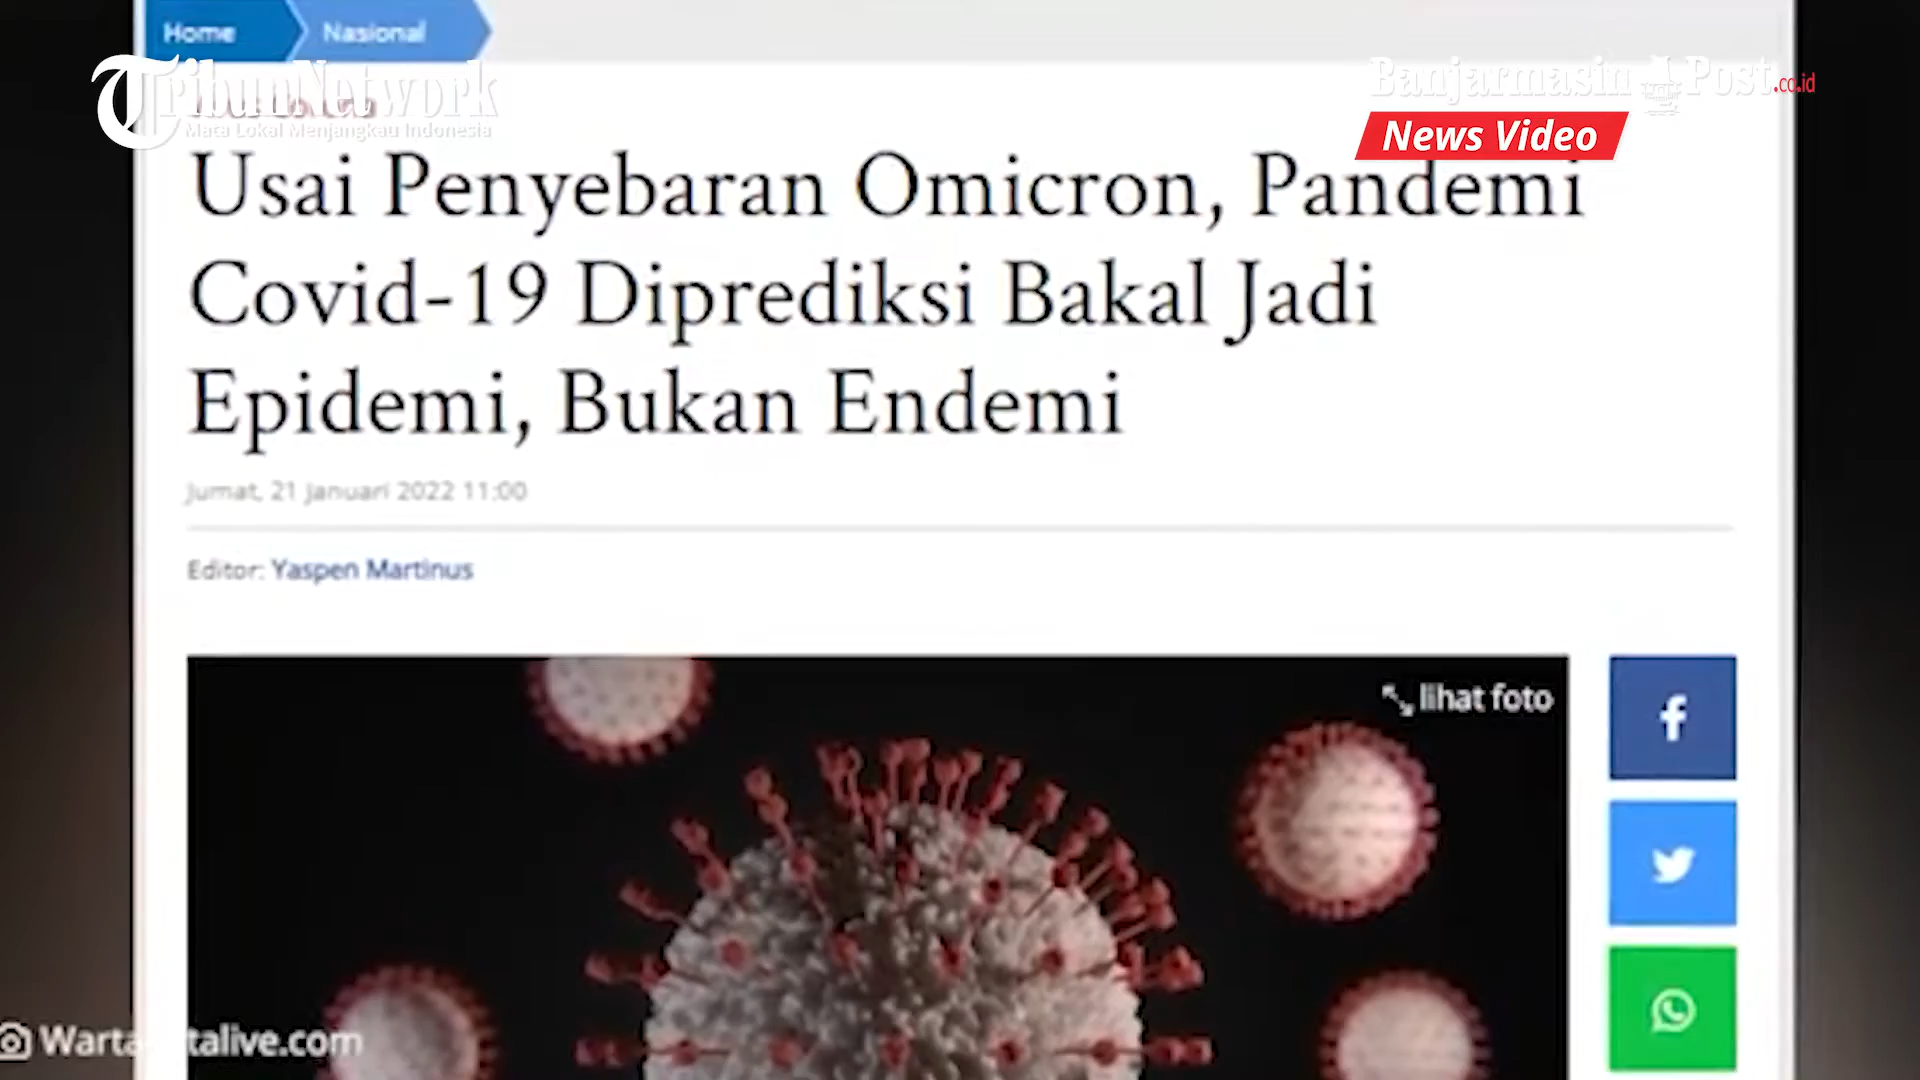 Home
Nasional
TribunNetwork
Mata Lokal Menjangkau Indonesia
Banjarmasin Post.co.id
News Video
Usai Penyebaran Omicron, Pandemi
Covid-19 Diprediksi Bakal Jadi
Epidemi, Bukan Endemi
Jumat, 21 Januari 2022 11:00
Editor: Yaspen Martinus
lihat foto